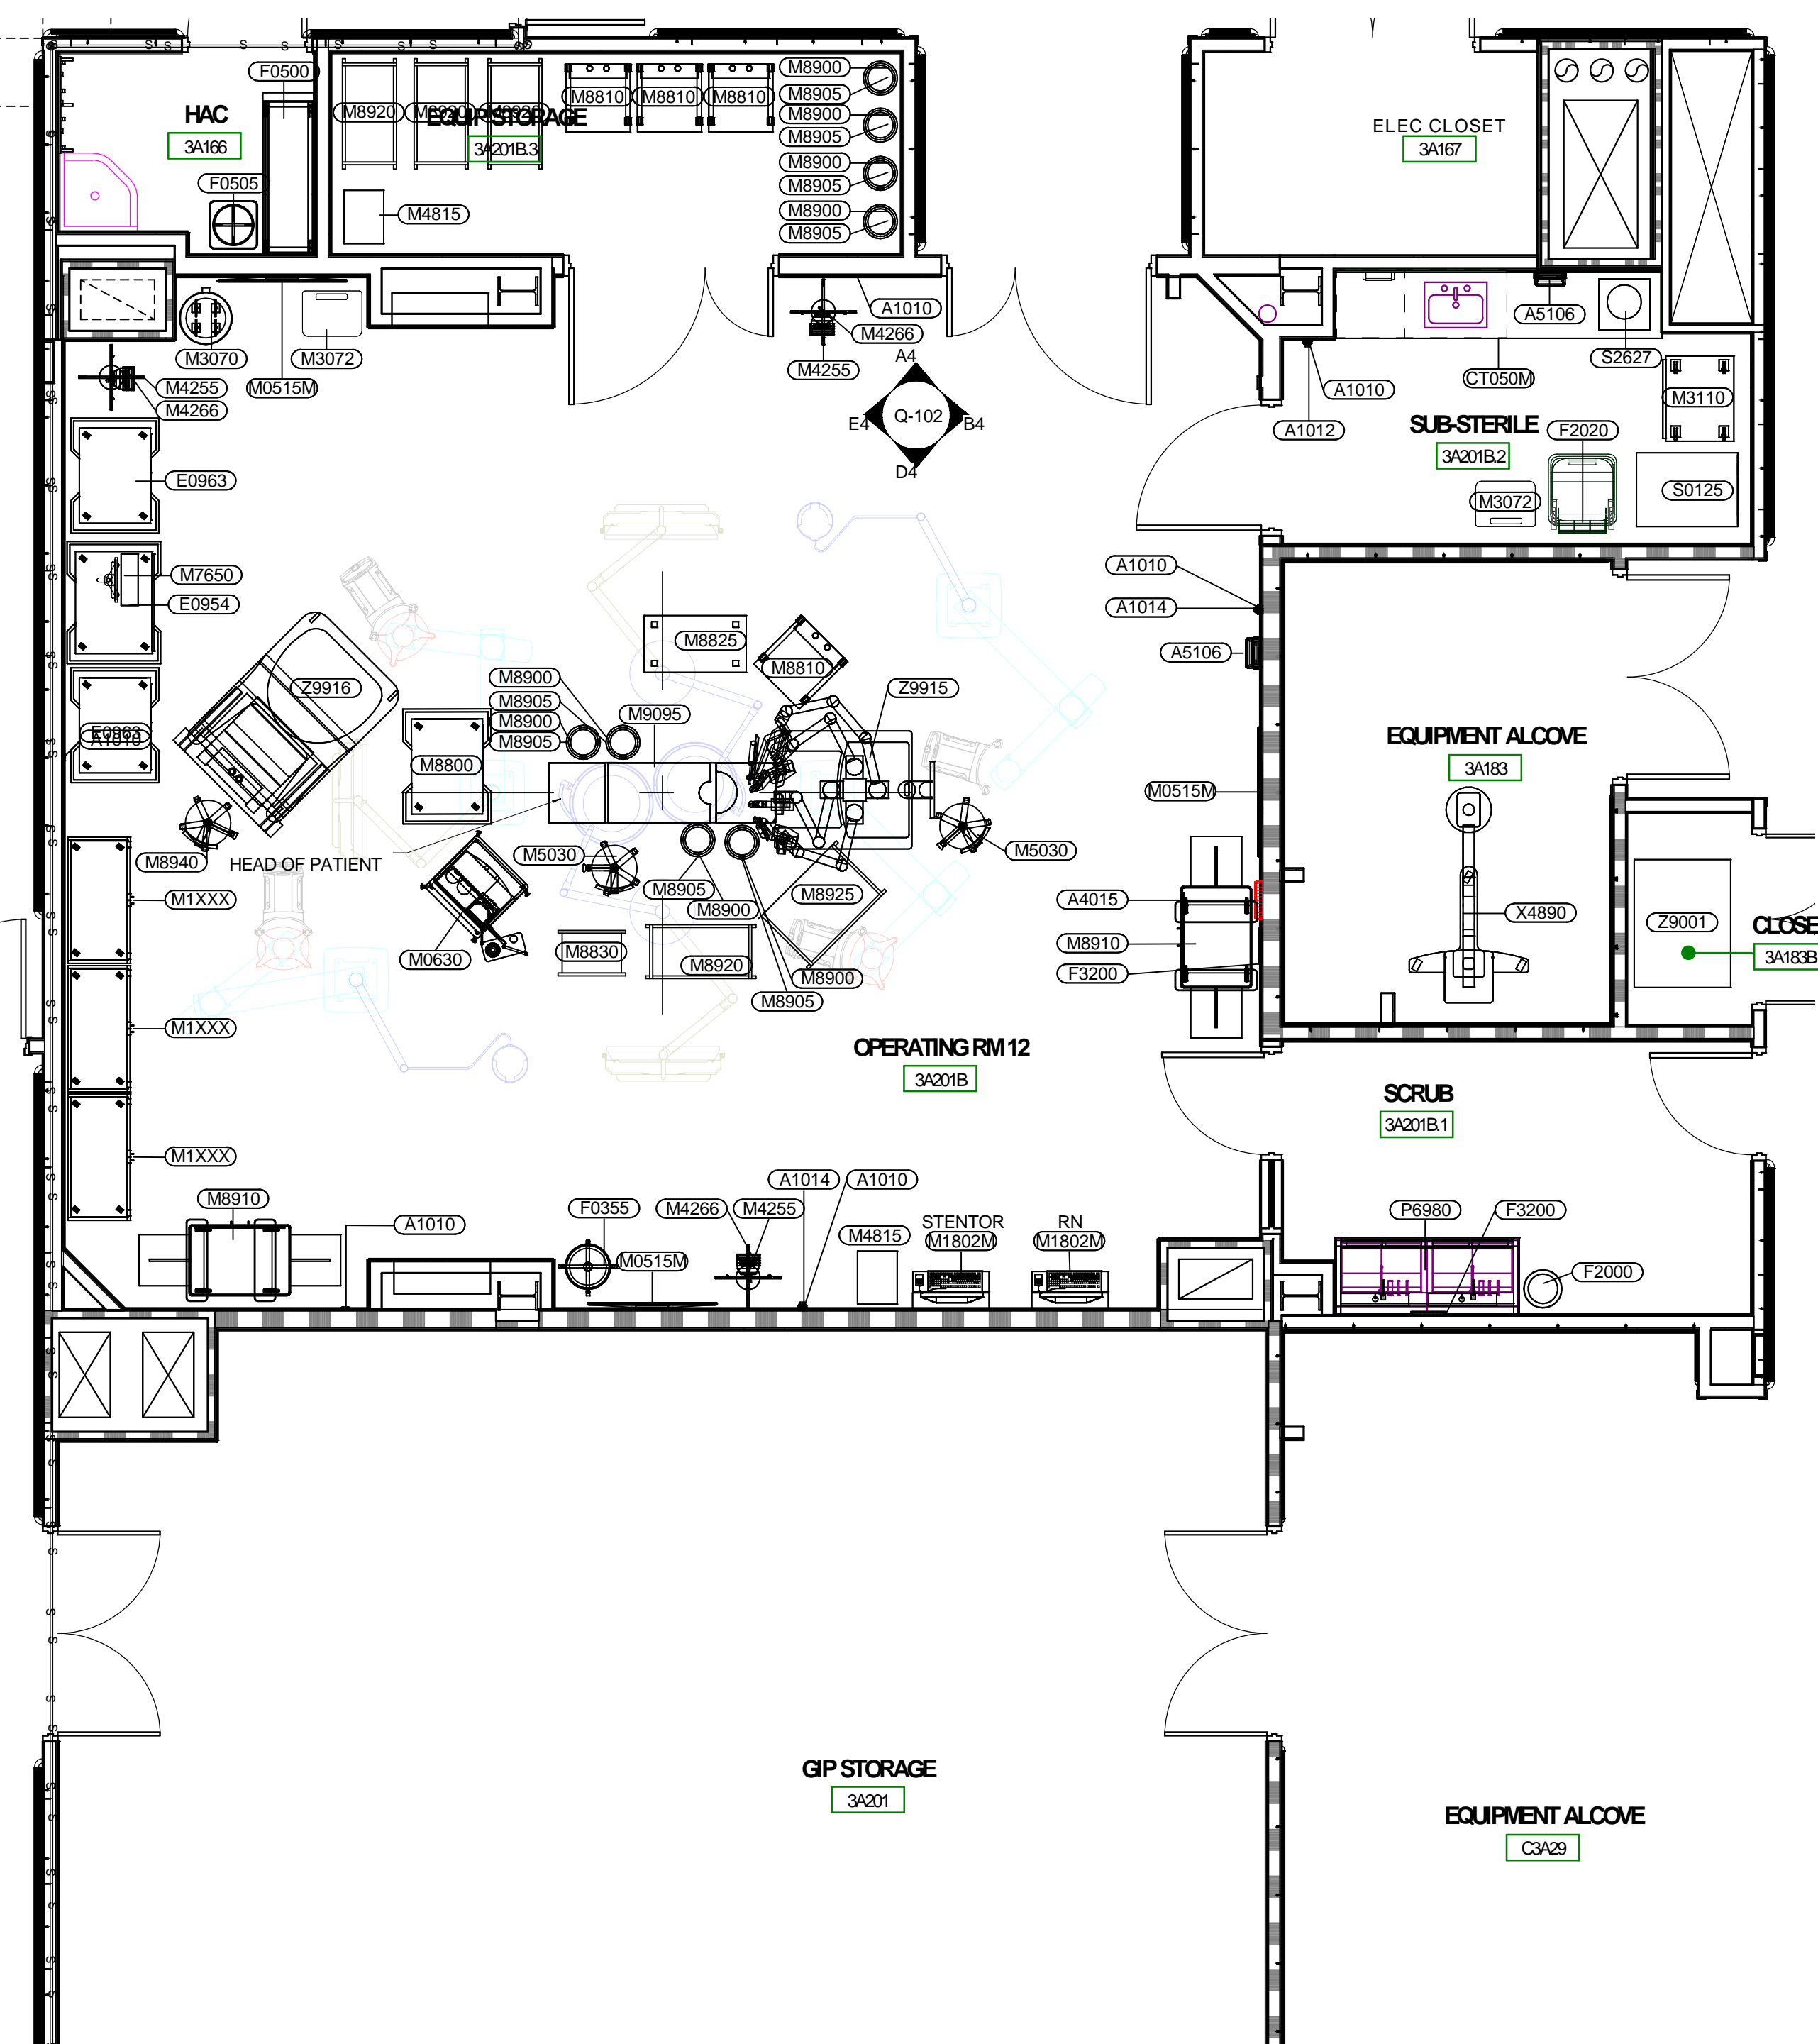 F0500
HAC
3A166
F0505
M8920
M8920
M8920
EQUIP STORAGE
3A201B.3
M8810
M8810
M8810
M8900
M8905
M8900
M8905
M8900
M8905
M8900
M8905
M4815
ELEC CLOSET
3A167
M3070
M3072
M0515M
M4255
M4266
A1010
M4266
M4255
A4
E4
Q-102
B4
D4
A5106
S2627
CT050M
A1010
A1012
M3110
SUB-STERILE
3A201B.2
F2020
M3072
S0125
E0963
M7650
E0954
E0963
A1010
Z9916
M8825
M8810
M8900
M8905
M8900
M8905
M9095
Z9915
M8800
A1010
A1014
A5106
EQUIPMENT ALCOVE
3A183
M0515M
M8940
HEAD OF PATIENT
M5030
M5030
M8905
M8900
M8925
M0630
M8830
M8920
M8900
M8905
M1XXX
M1XXX
M1XXX
A4015
M8910
F3200
X4890
Z9001
CLOSE
3A183B
OPERATING RM 12
3A201B
SCRUB
3A201B.1
M8910
A1010
F0355
M0515M
M4266
M4255
A1014
A1010
M4815
STENTOR
M1802M
RN
M1802M
P6980
F3200
F2000
GIP STORAGE
3A201
EQUIPMENT ALCOVE
C3A29